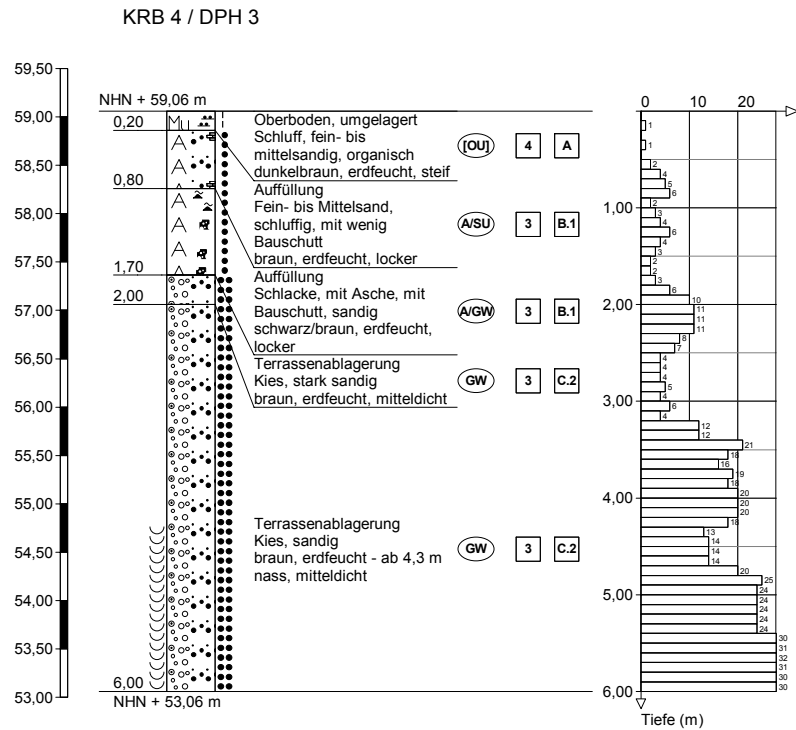 KRB 4 / DPH 3
59,50
59,00
58,50
58,00
57,50
57,00
56,50
56,00
55,50
55,00
54,50
54,00
53,50
53,00
NHN + 59,06 m
0,20
0,80
1,70
2,00
6,00
NHN + 53,06 m
Mu
A
A
A
A
A
Oberboden, umgelagert
Schluff, fein- bis
mittelsandig, organisch
dunkelbraun, erdfeucht, steif
[OU] 4 A
Auffüllung
Fein- bis Mittelsand,
schluffig, mit wenig
Bauschutt
braun, erdfeucht, locker
A/SU 3 B.1
Auffüllung
Schlacke, mit Asche, mit
Bauschutt, sandig
schwarz/braun, erdfeucht,
locker
A/GW 3 B.1
Terrassenablagerung
Kies, stark sandig
braun, erdfeucht, mitteldicht
GW 3 C.2
Terrassenablagerung
Kies, sandig
braun, erdfeucht - ab 4,3 m
nass, mitteldicht
GW 3 C.2
0 10 20
1
1
2
4
5
6
2
1,00
3
4
6
4
3
2
2
3
6
10
2,00
11
11
11
8
7
4
4
4
5
4
3,00
6
4
12
12
21
18
16
19
18
20
4,00
20
20
18
13
14
14
14
20
25
24
5,00
24
24
24
24
30
31
32
31
30
30
6,00
Tiefe (m)